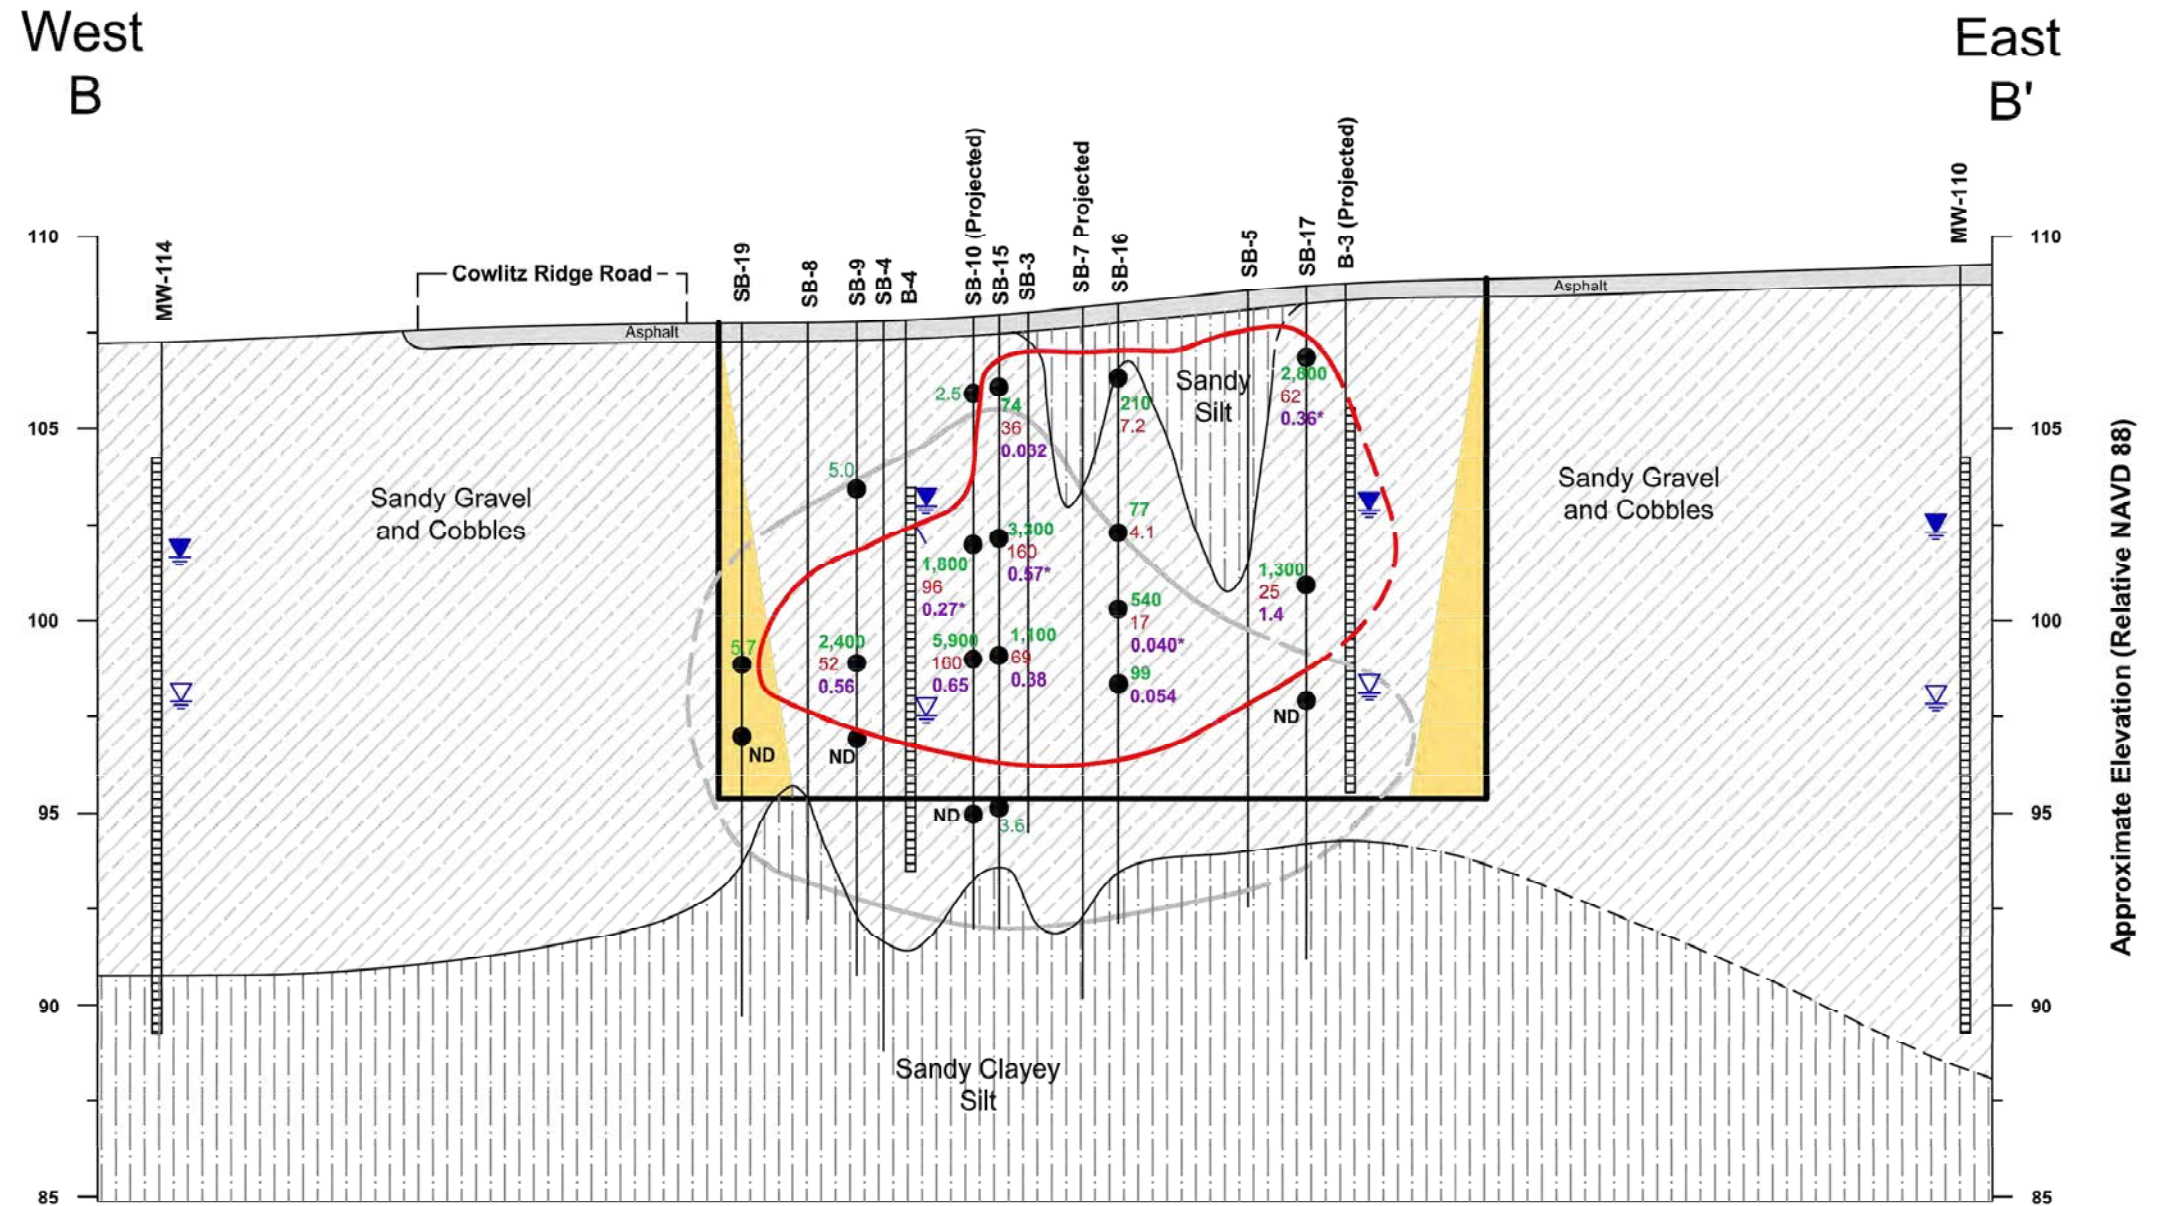 West
B
East
B'
MW-114
Cowlitz Ridge Road
SB-19
SB-8
SB-9
SB-4
B-4
SB-10 (Projected)
SB-15
SB-3
SB-7 Projected
SB-16
SB-5
SB-17
B-3 (Projected)
MW-110
110
105
100
95
90
85
110
105
100
95
90
85
Approximate Elevation (Relative NAVD 88)
Asphalt
Asphalt
Sandy Gravel
and Cobbles
Sandy
Silt
Sandy Gravel
and Cobbles
5.7
ND
5.0
2,400
52
0.56
ND
2.5
1,800
96
0.27*
5,900
160
0.65
ND
74
36
0.032
3,300
160
0.57*
1,100
69
0.38
3.6
210
7.2
77
4.1
540
17
0.040*
99
0.054
2,800
62
0.36*
1,300
25
1.4
ND
Sandy Clayey
Silt